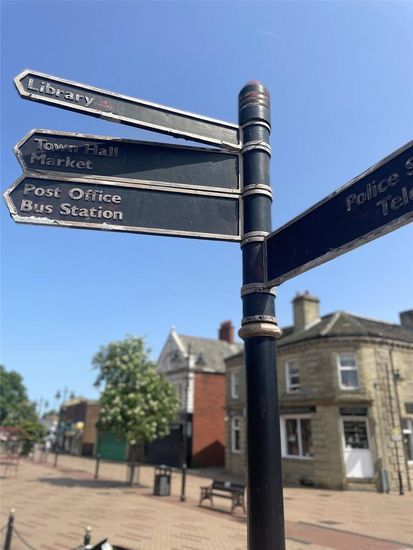 Library
Town Hall
Market
Post Office
Bus Station
Police